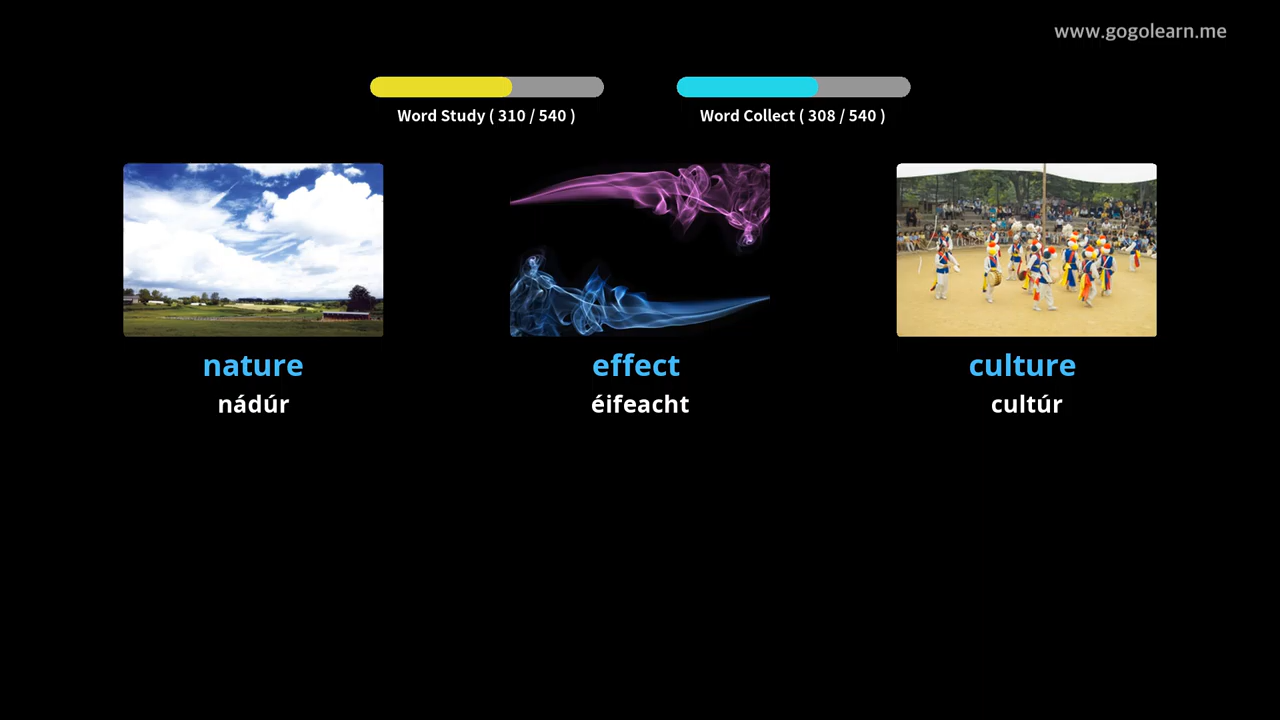 www.gogolearn.me
Word Study ( 310 / 540 )
Word Collect ( 308 / 540 )
nature
nádúr
effect
éifeacht
culture
cultúr